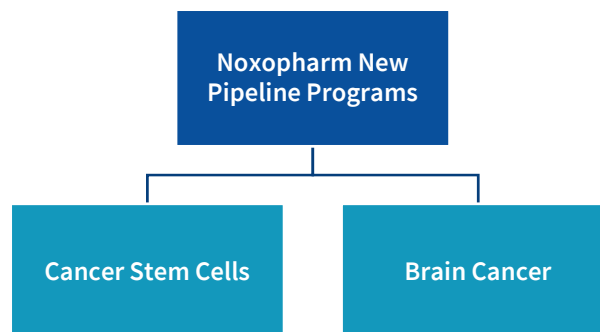 Noxopharm New
Pipeline Programs
Cancer Stem Cells
Brain Cancer